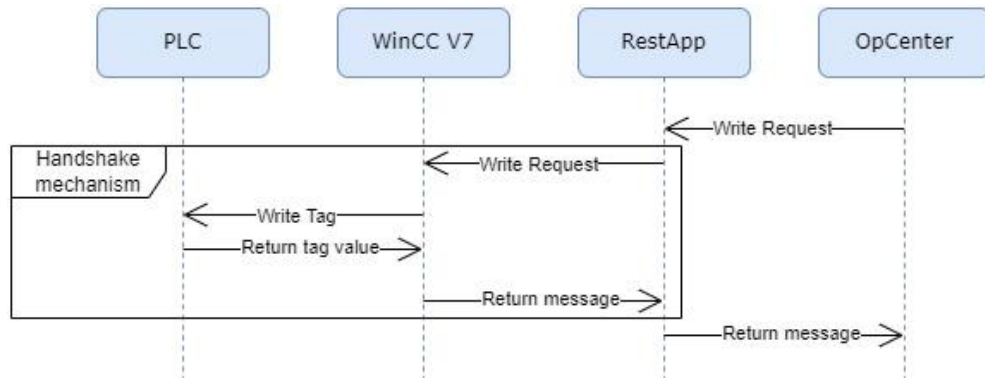 PLC
WinCC V7
RestApp
OpCenter
Write Request
Handshake
mechanism
Write Request
Write Tag
Return tag value
Return message
Return message